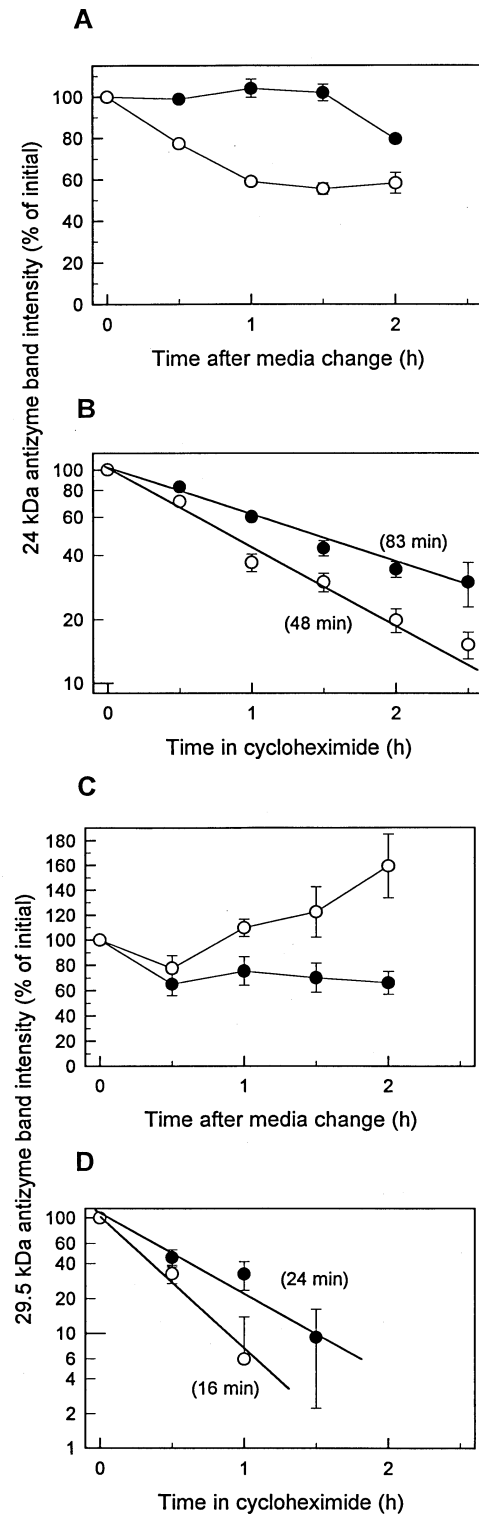 A
24 kDa antizyme band intensity (% of initial)
100
80
60
40
20
0
0 1 2
Time after media change (h)
B
100
80
60
40
20
10
(83 min)
(48 min)
0 1 2
Time in cycloheximide (h)
C
29.5 kDa antizyme band intensity (% of initial)
180
160
140
120
100
80
60
40
20
0
0 1 2
Time after media change (h)
D
100
60
40
20
10
6
4
2
1
(24 min)
(16 min)
0 1 2
Time in cycloheximide (h)